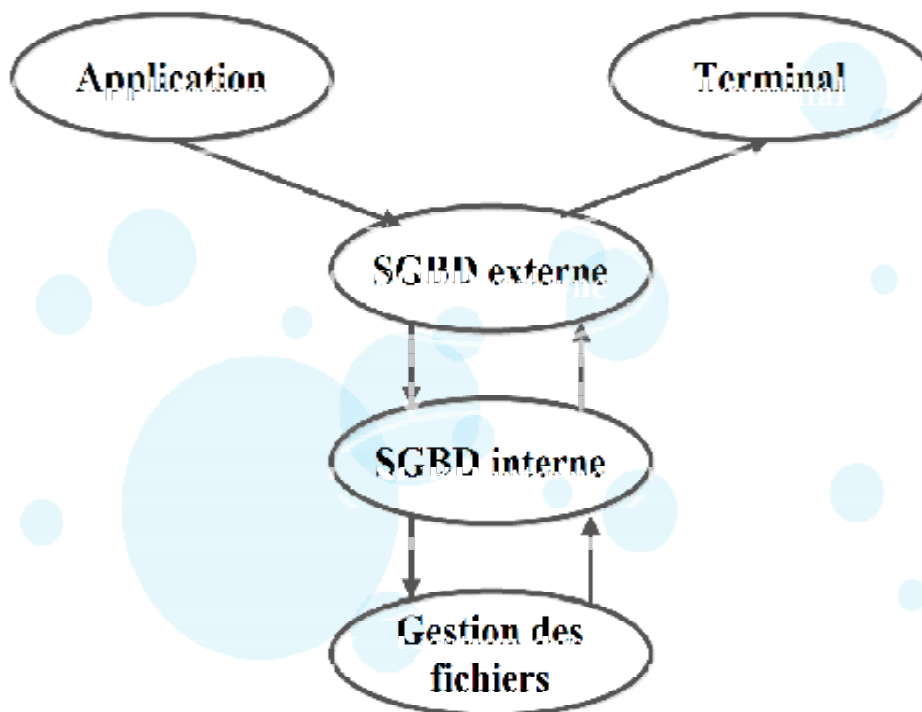 Application
Terminal
SGBD externe
SGBD interne
Gestion des
fichiers